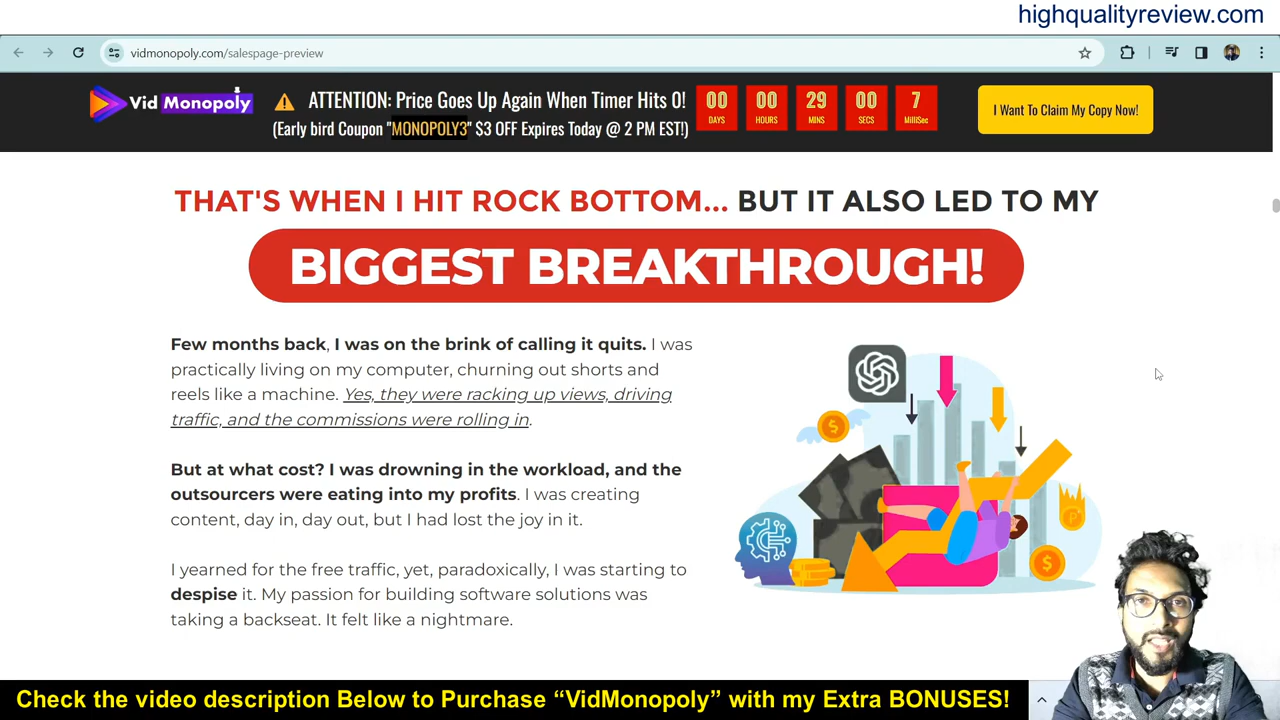 highqualityreview.com
vidmonopoly.com/salespage-preview
Vid Monopoly
ATTENTION: Price Goes Up Again When Timer Hits 0!
(Early bird Coupon "MONOPOLY3" $3 OFF Expires Today @ 2 PM EST!)
00 00 29 00 7
DAYS HOURS MINS SECS MilliSec
I Want To Claim My Copy Now!
THAT'S WHEN I HIT ROCK BOTTOM... BUT IT ALSO LED TO MY
BIGGEST BREAKTHROUGH!
Few months back, I was on the brink of calling it quits. I was
practically living on my computer, churning out shorts and
reels like a machine. Yes, they were racking up views, driving
traffic, and the commissions were rolling in.
But at what cost? I was drowning in the workload, and the
outsourcers were eating into my profits. I was creating
content, day in, day out, but I had lost the joy in it.
I yearned for the free traffic, yet, paradoxically, I was starting to
despise it. My passion for building software solutions was
taking a backseat. It felt like a nightmare.
Check the video description Below to Purchase “VidMonopoly” with my Extra BONUSES!